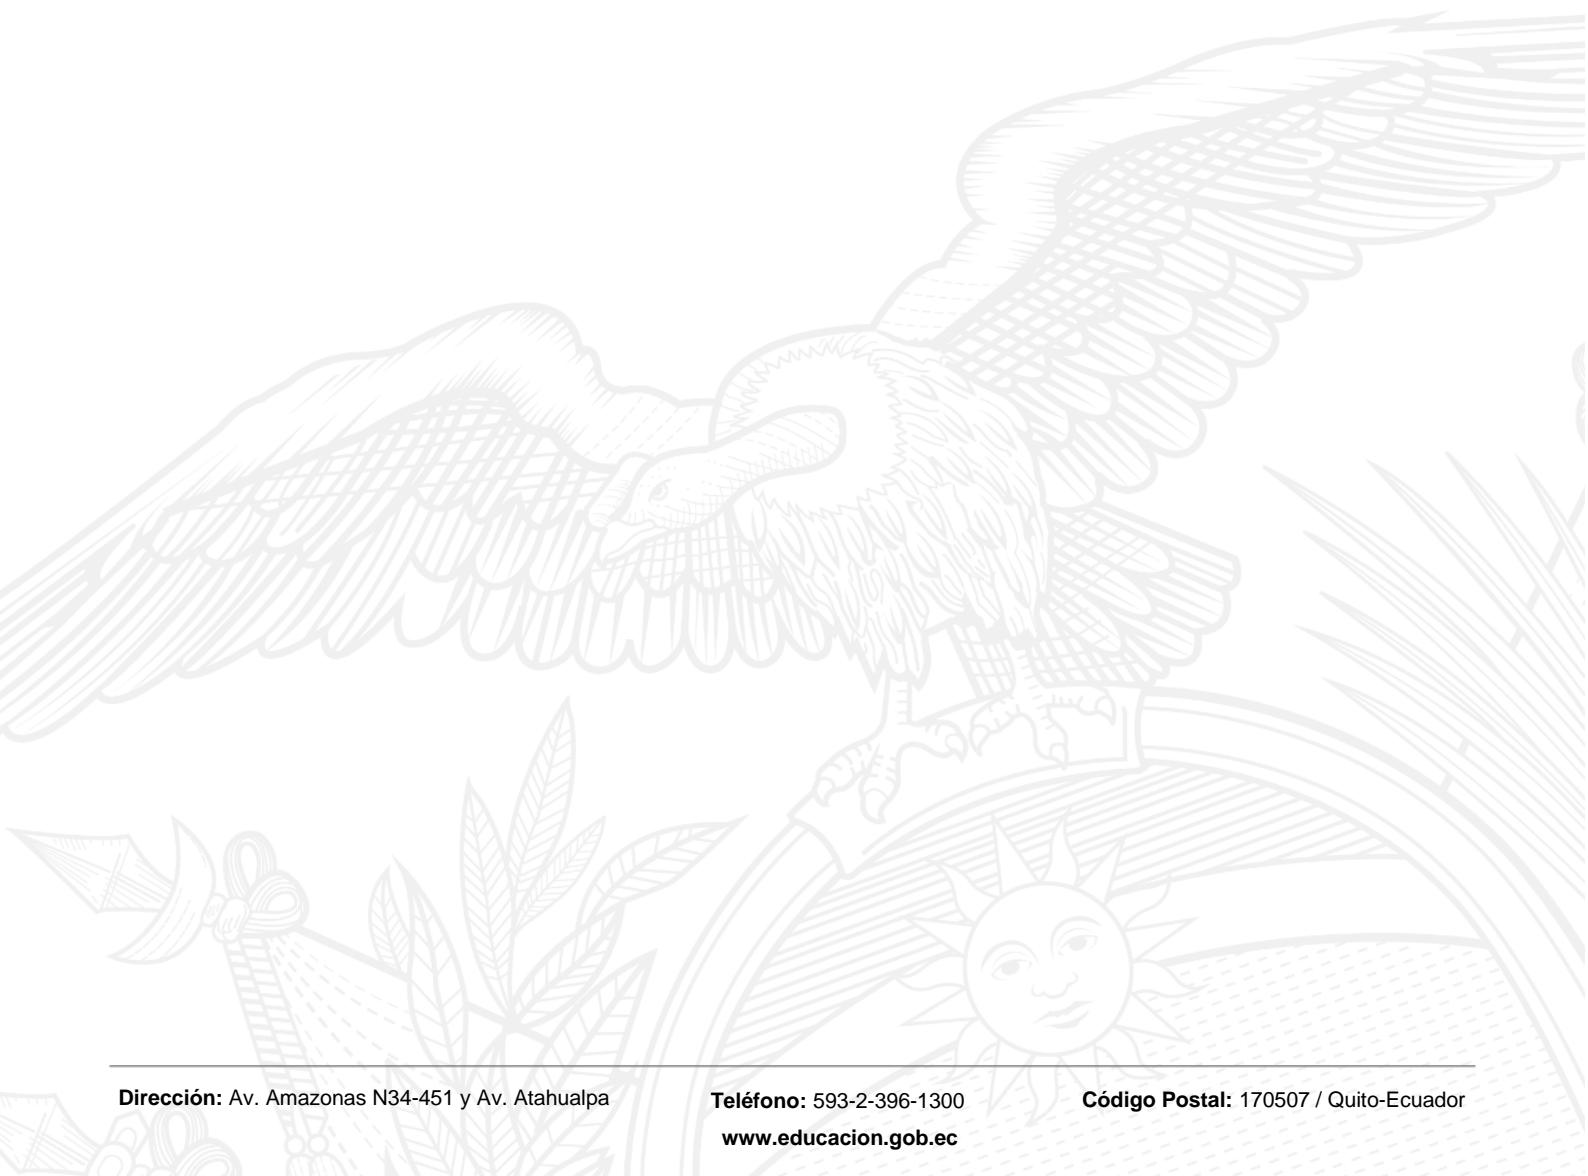 Dirección: Av. Amazonas N34-451 y Av. Atahualpa
Teléfono: 593-2-396-1300
Código Postal: 170507 / Quito-Ecuador
www.educacion.gob.ec